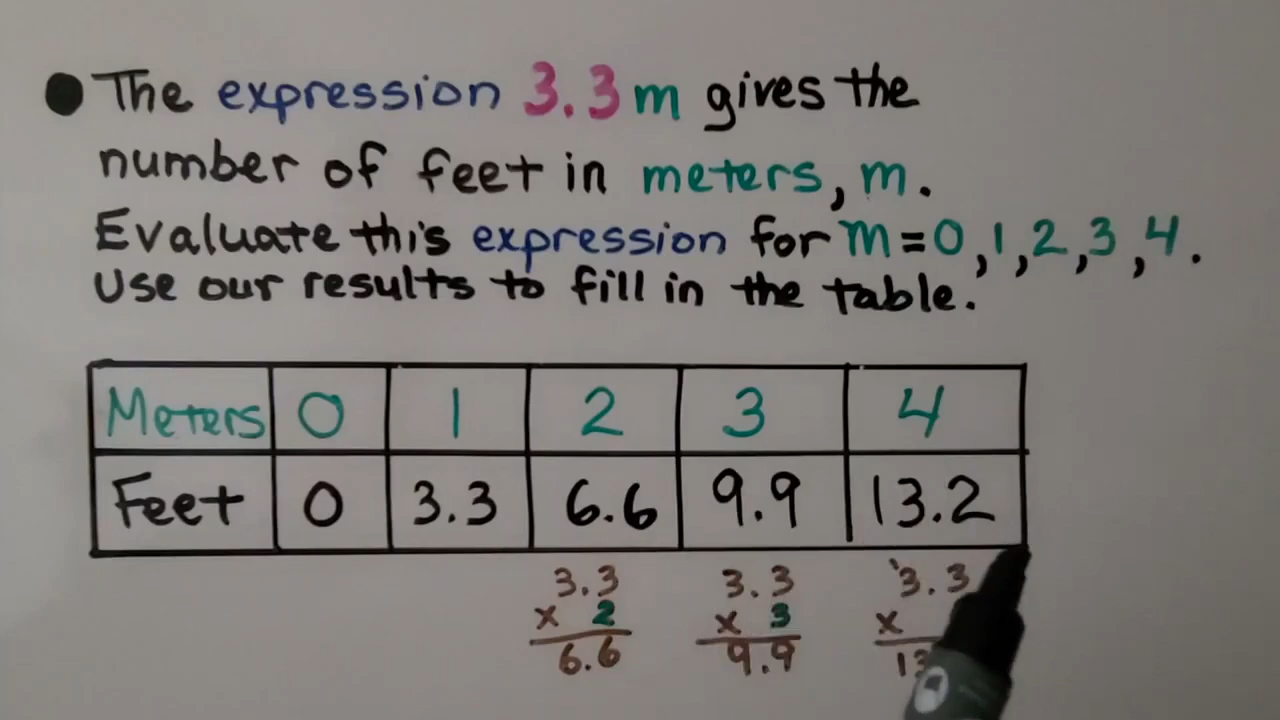 The expression 3.3m gives the
number of feet in meters, m.
Evaluate this expression for m=0,1,2,3,4.
Use our results to fill in the table.
Meters 0 1 2 3 4
Feet 0 3.3 6.6 9.9 13.2
3.3 3.3 13.3
x 2 x 3 x
6.6 9.9 13